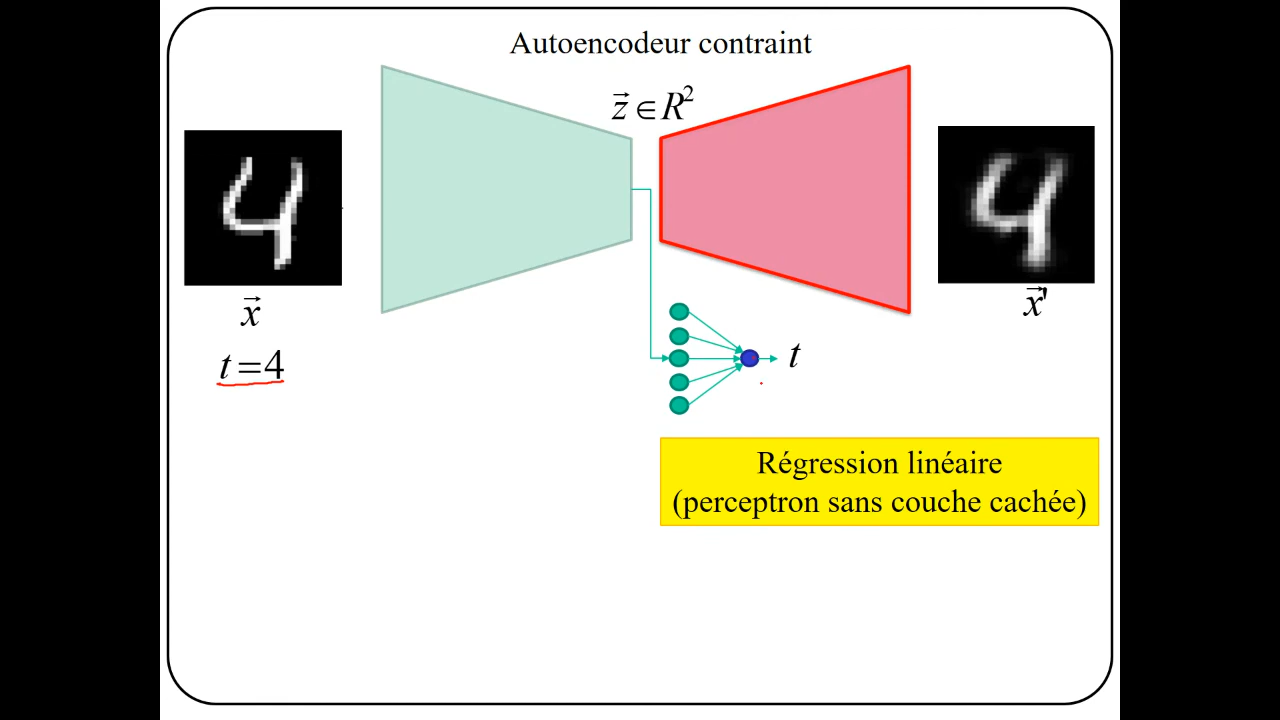 Autoencodeur contraint
z⃗ ∈ R²
x⃗
x⃗'
t = 4
t
Régression linéaire
(perceptron sans couche cachée)